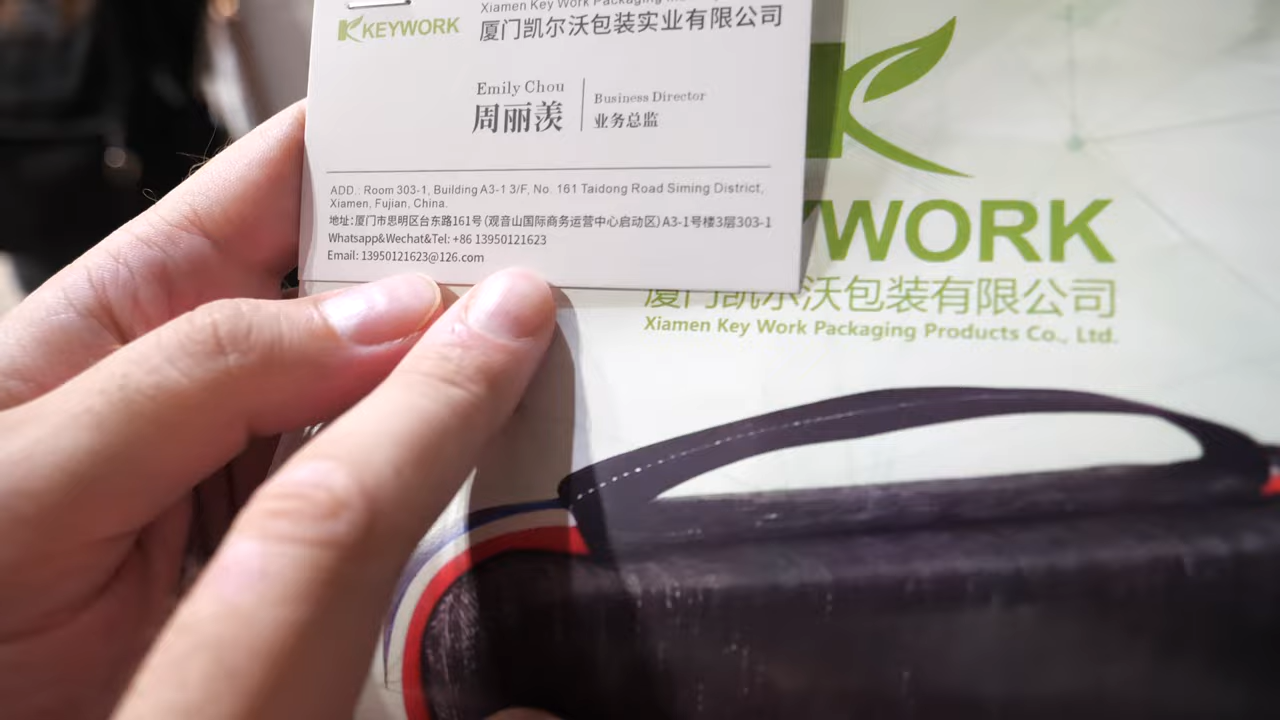 Xiamen Key Work Packaging
KEYWORK
厦门凯尔沃包装实业有限公司
Emily Chou
周丽羡
Business Director
业务总监
ADD.: Room 303-1, Building A3-1 3/F, No. 161 Taidong Road Siming District,
Xiamen, Fujian, China.
地址:厦门市思明区台东路161号(观音山国际商务运营中心启动区)A3-1号楼3层303-1
Whatsapp&Wechat&Tel: +86 13950121623
Email: 13950121623@126.com
YWORK
厦门凯尔沃包装有限公司
Xiamen Key Work Packaging Products Co., Ltd.